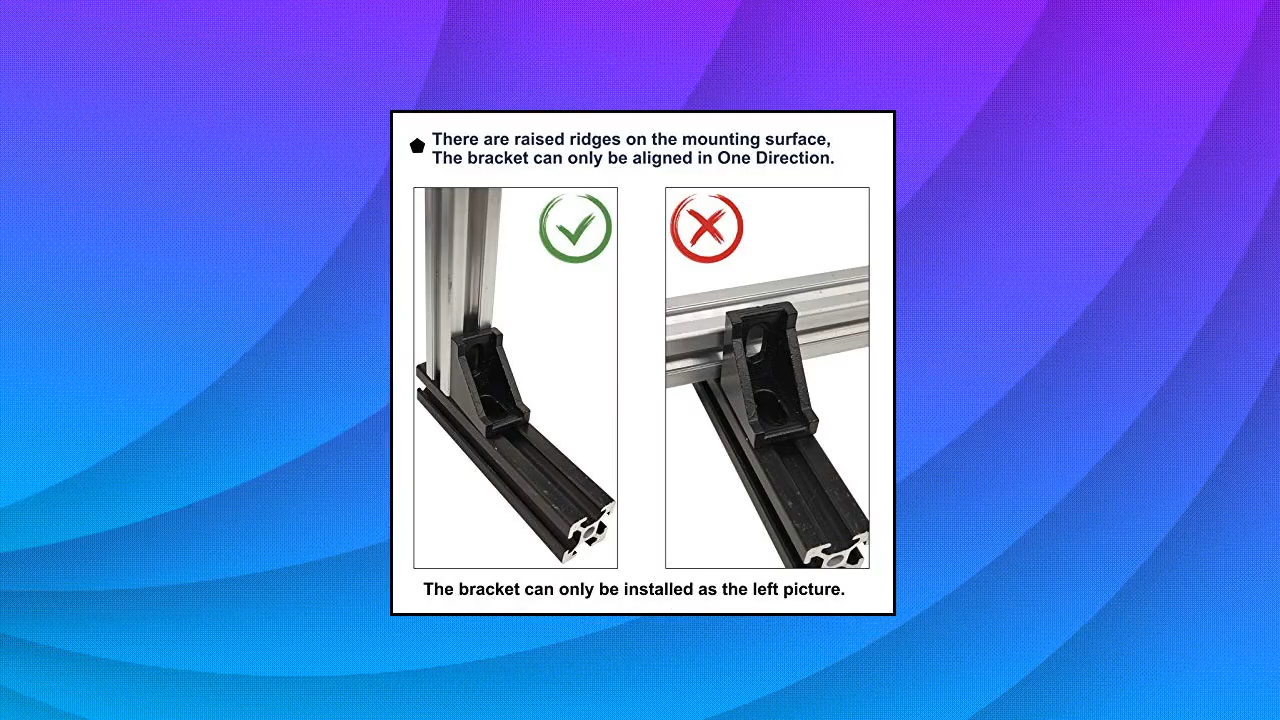 There are raised ridges on the mounting surface,
The bracket can only be aligned in One Direction.
The bracket can only be installed as the left picture.